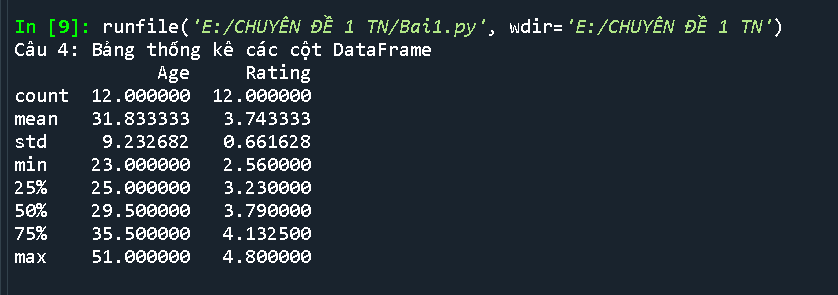 In [9]: runfile('E:/CHUYÊN ĐỀ 1 TN/Bai1.py', wdir='E:/CHUYÊN ĐỀ 1 TN')
Câu 4: Bảng thống kê các cột DataFrame
Age Rating
count 12.000000 12.000000
mean 31.833333 3.743333
std 9.232682 0.661628
min 23.000000 2.560000
25% 25.000000 3.230000
50% 29.500000 3.790000
75% 35.500000 4.132500
max 51.000000 4.800000